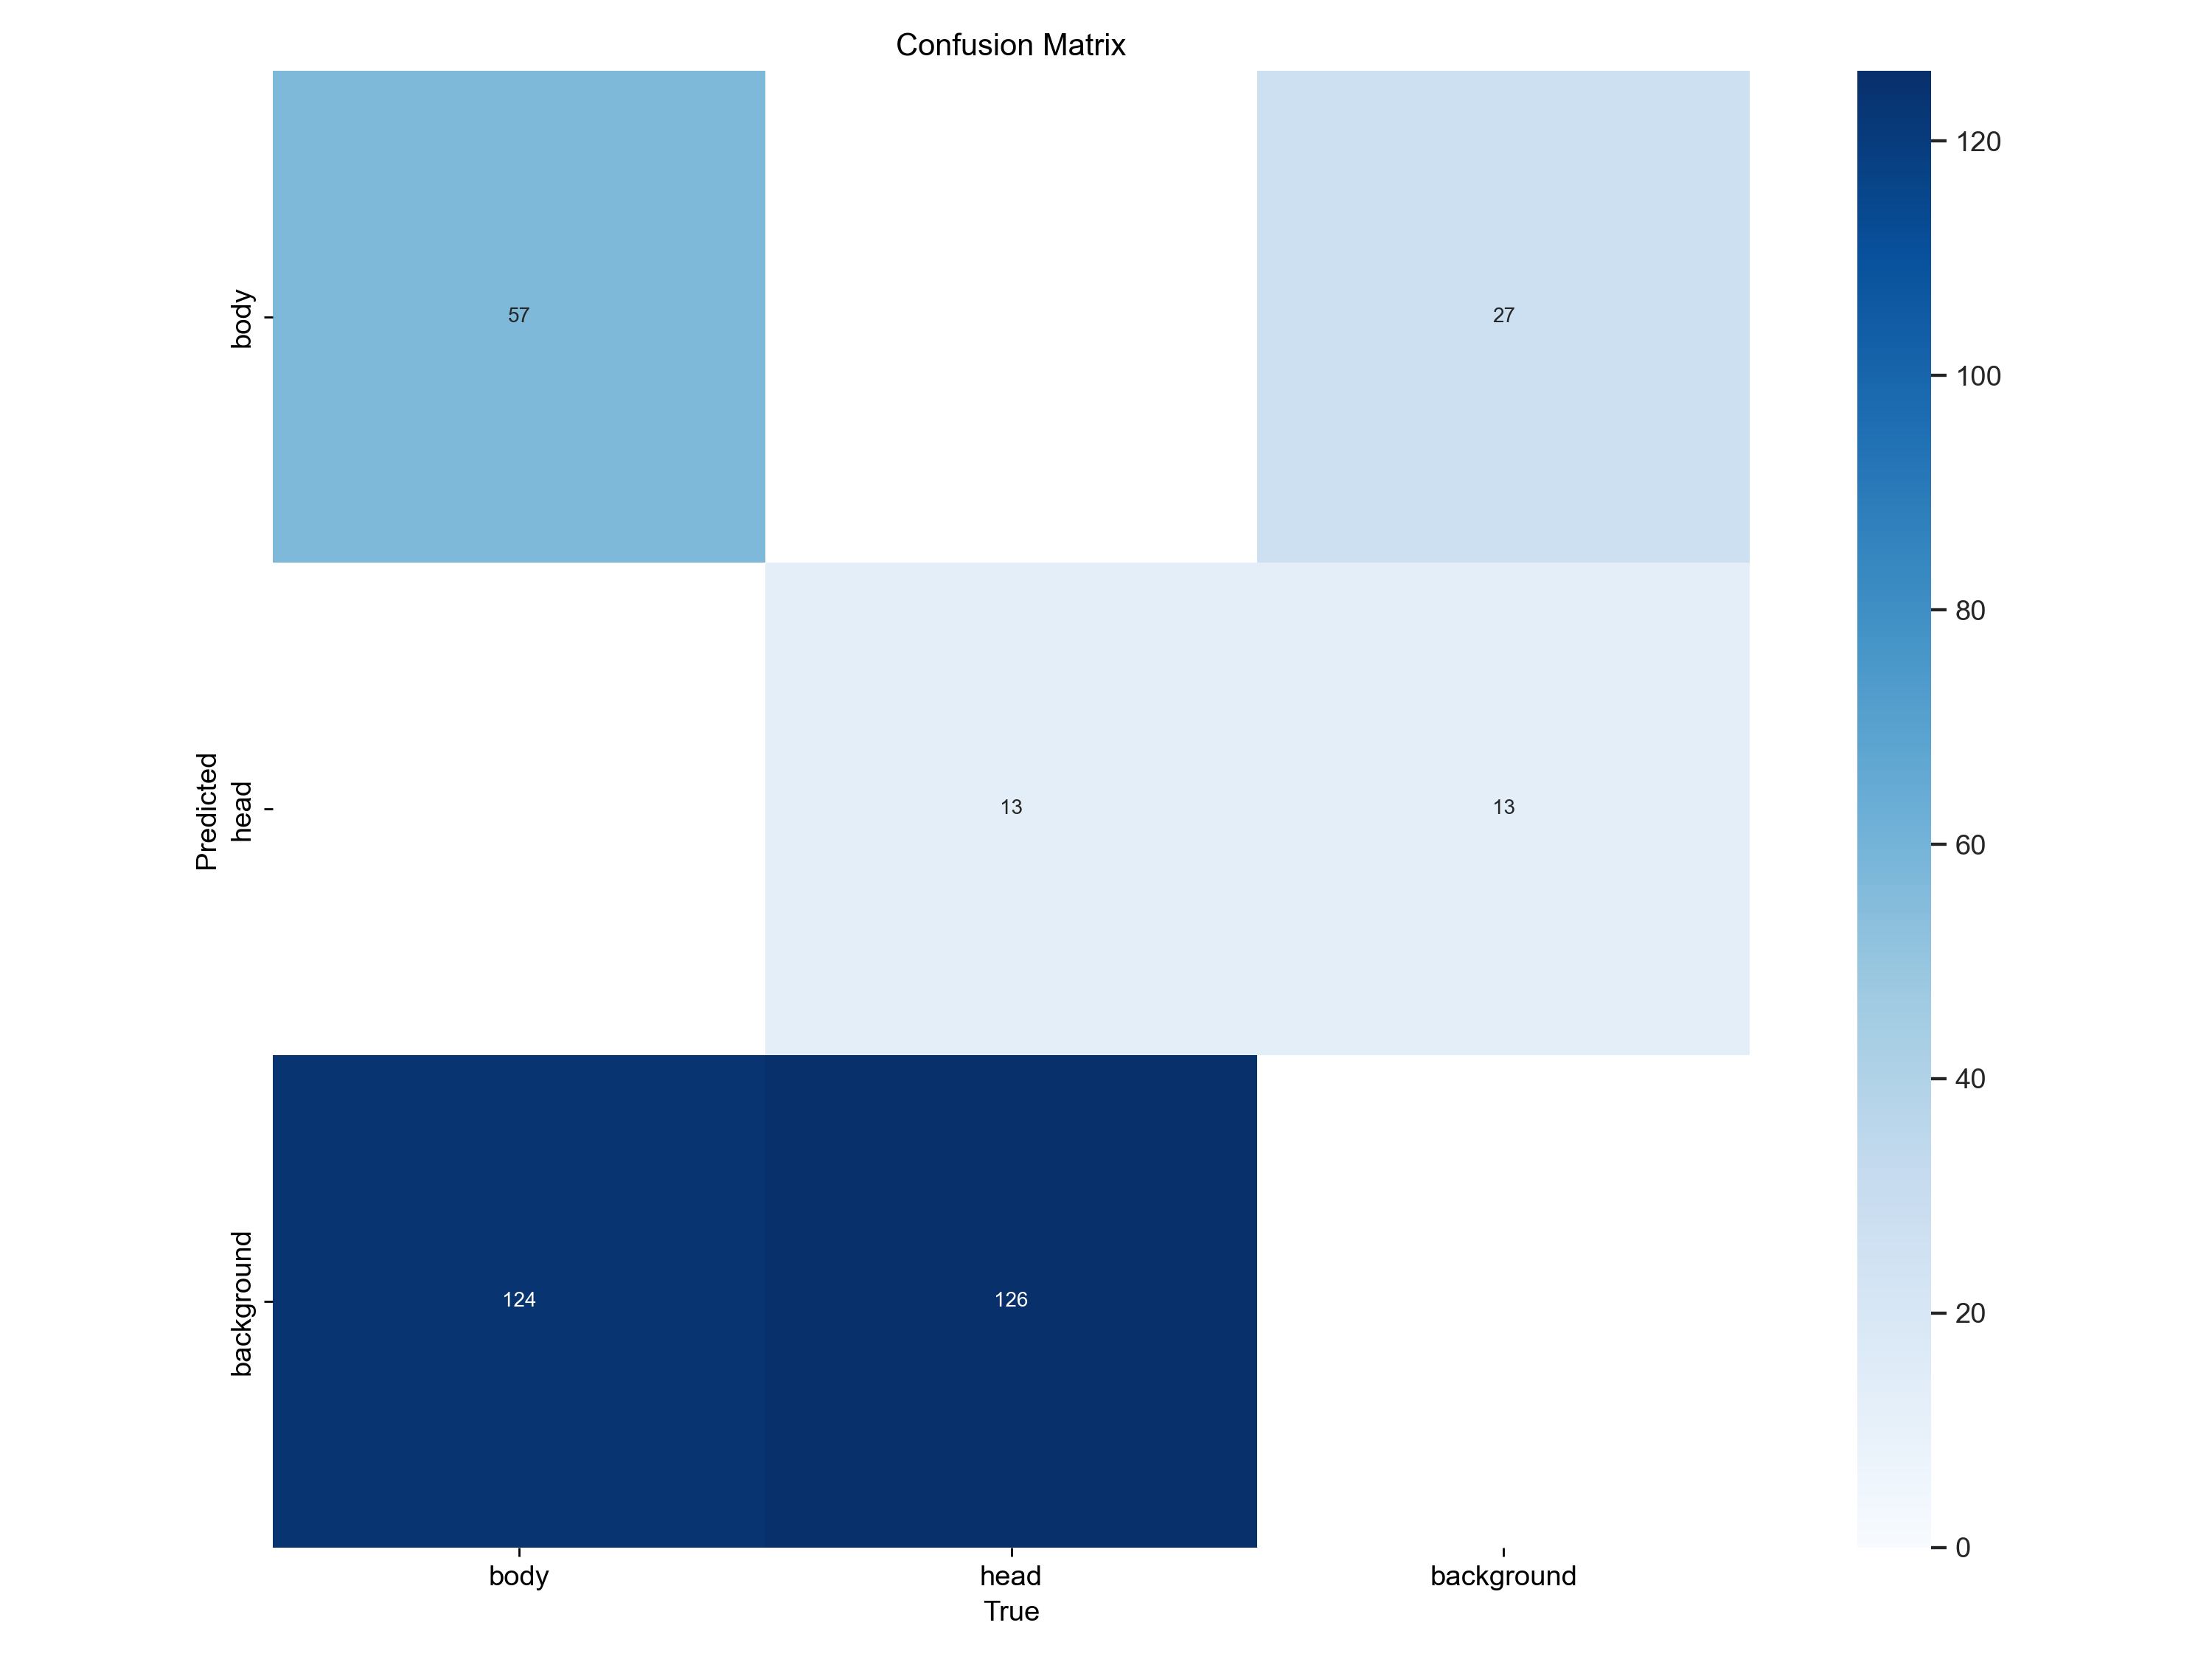 Confusion Matrix
body
head
background
Predicted
57
27
13
13
124
126
body
head
background
True
120
100
80
60
40
20
0